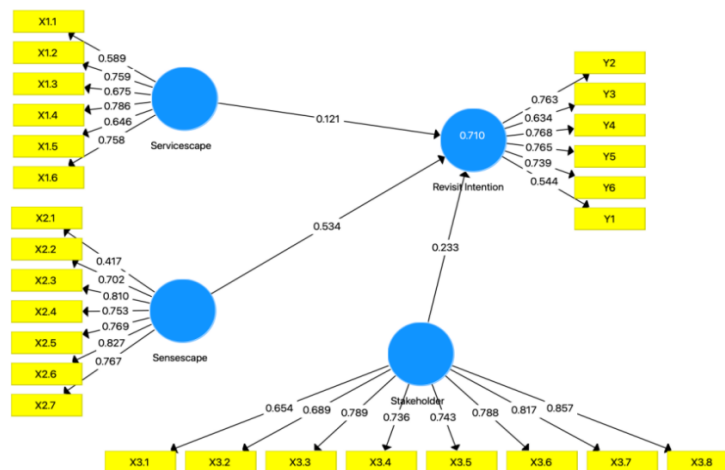 X1.1
X1.2
X1.3
X1.4
X1.5
X1.6
0.589
0.759
0.675
0.786
0.646
0.758
Servicescape
0.121
0.710
Revisit Intention
0.763
0.634
0.768
0.765
0.739
0.544
Y2
Y3
Y4
Y5
Y6
Y1
X2.1
X2.2
X2.3
X2.4
X2.5
X2.6
X2.7
0.417
0.702
0.810
0.753
0.769
0.827
0.767
Sensescape
0.534
0.233
Stakeholder
0.654
0.689
0.789
0.736
0.743
0.788
0.817
0.857
X3.1
X3.2
X3.3
X3.4
X3.5
X3.6
X3.7
X3.8